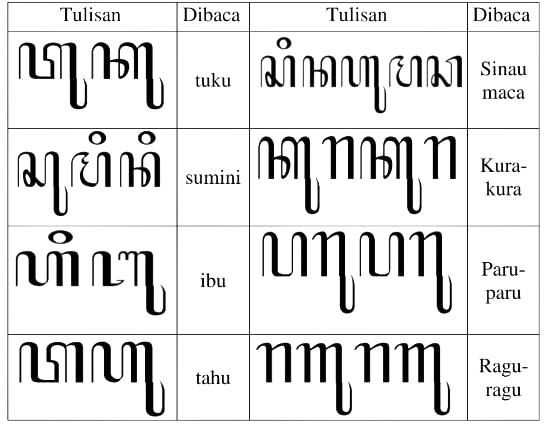 Tulisan Dibaca Tulisan Dibaca
ꦠꦸꦏꦸ tuku ꦱꦶꦤꦲꦸꦩꦕ Sinau
maca
ꦱꦸꦩꦶꦤꦶ sumini ꦏꦸꦫꦏꦸꦫ Kura-
kura
ꦲꦶꦧꦸ ibu ꦥꦫꦸꦥꦫꦸ Paru-
paru
ꦠꦲꦸ tahu ꦫꦒꦸꦫꦒꦸ Ragu-
ragu